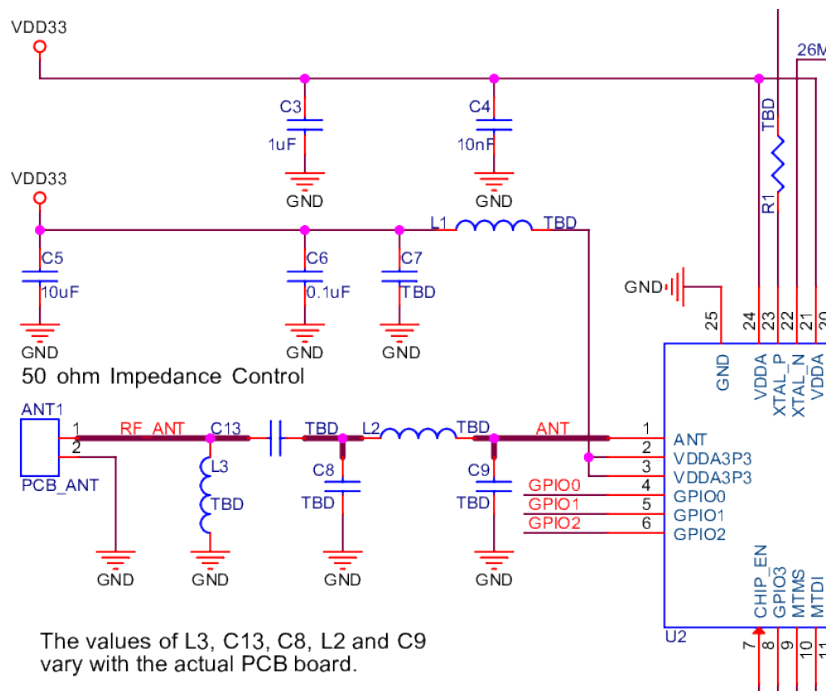 VDD33
26M
C3
1uF
GND
C4
10nF
GND
TBD
R1
VDD33
L1
TBD
C5
10uF
GND
C6
0.1uF
GND
C7
TBD
GND
GND
25
24
23
22
21
20
GND
VDDA
XTAL_P
XTAL_N
VDDA
50 ohm Impedance Control
ANT1
1
2
PCB_ANT
RF_ANT
C13
TBD
L2
TBD
ANT
L3
TBD
C8
TBD
C9
TBD
GND
GND
GND
GND
1
2
3
4
5
6
ANT
VDDA3P3
VDDA3P3
GPIO0
GPIO1
GPIO2
GPIO0
GPIO1
GPIO2
CHIP_EN
GPIO3
MTMS
MTDI
U2
7
8
9
10
11
The values of L3, C13, C8, L2 and C9
vary with the actual PCB board.